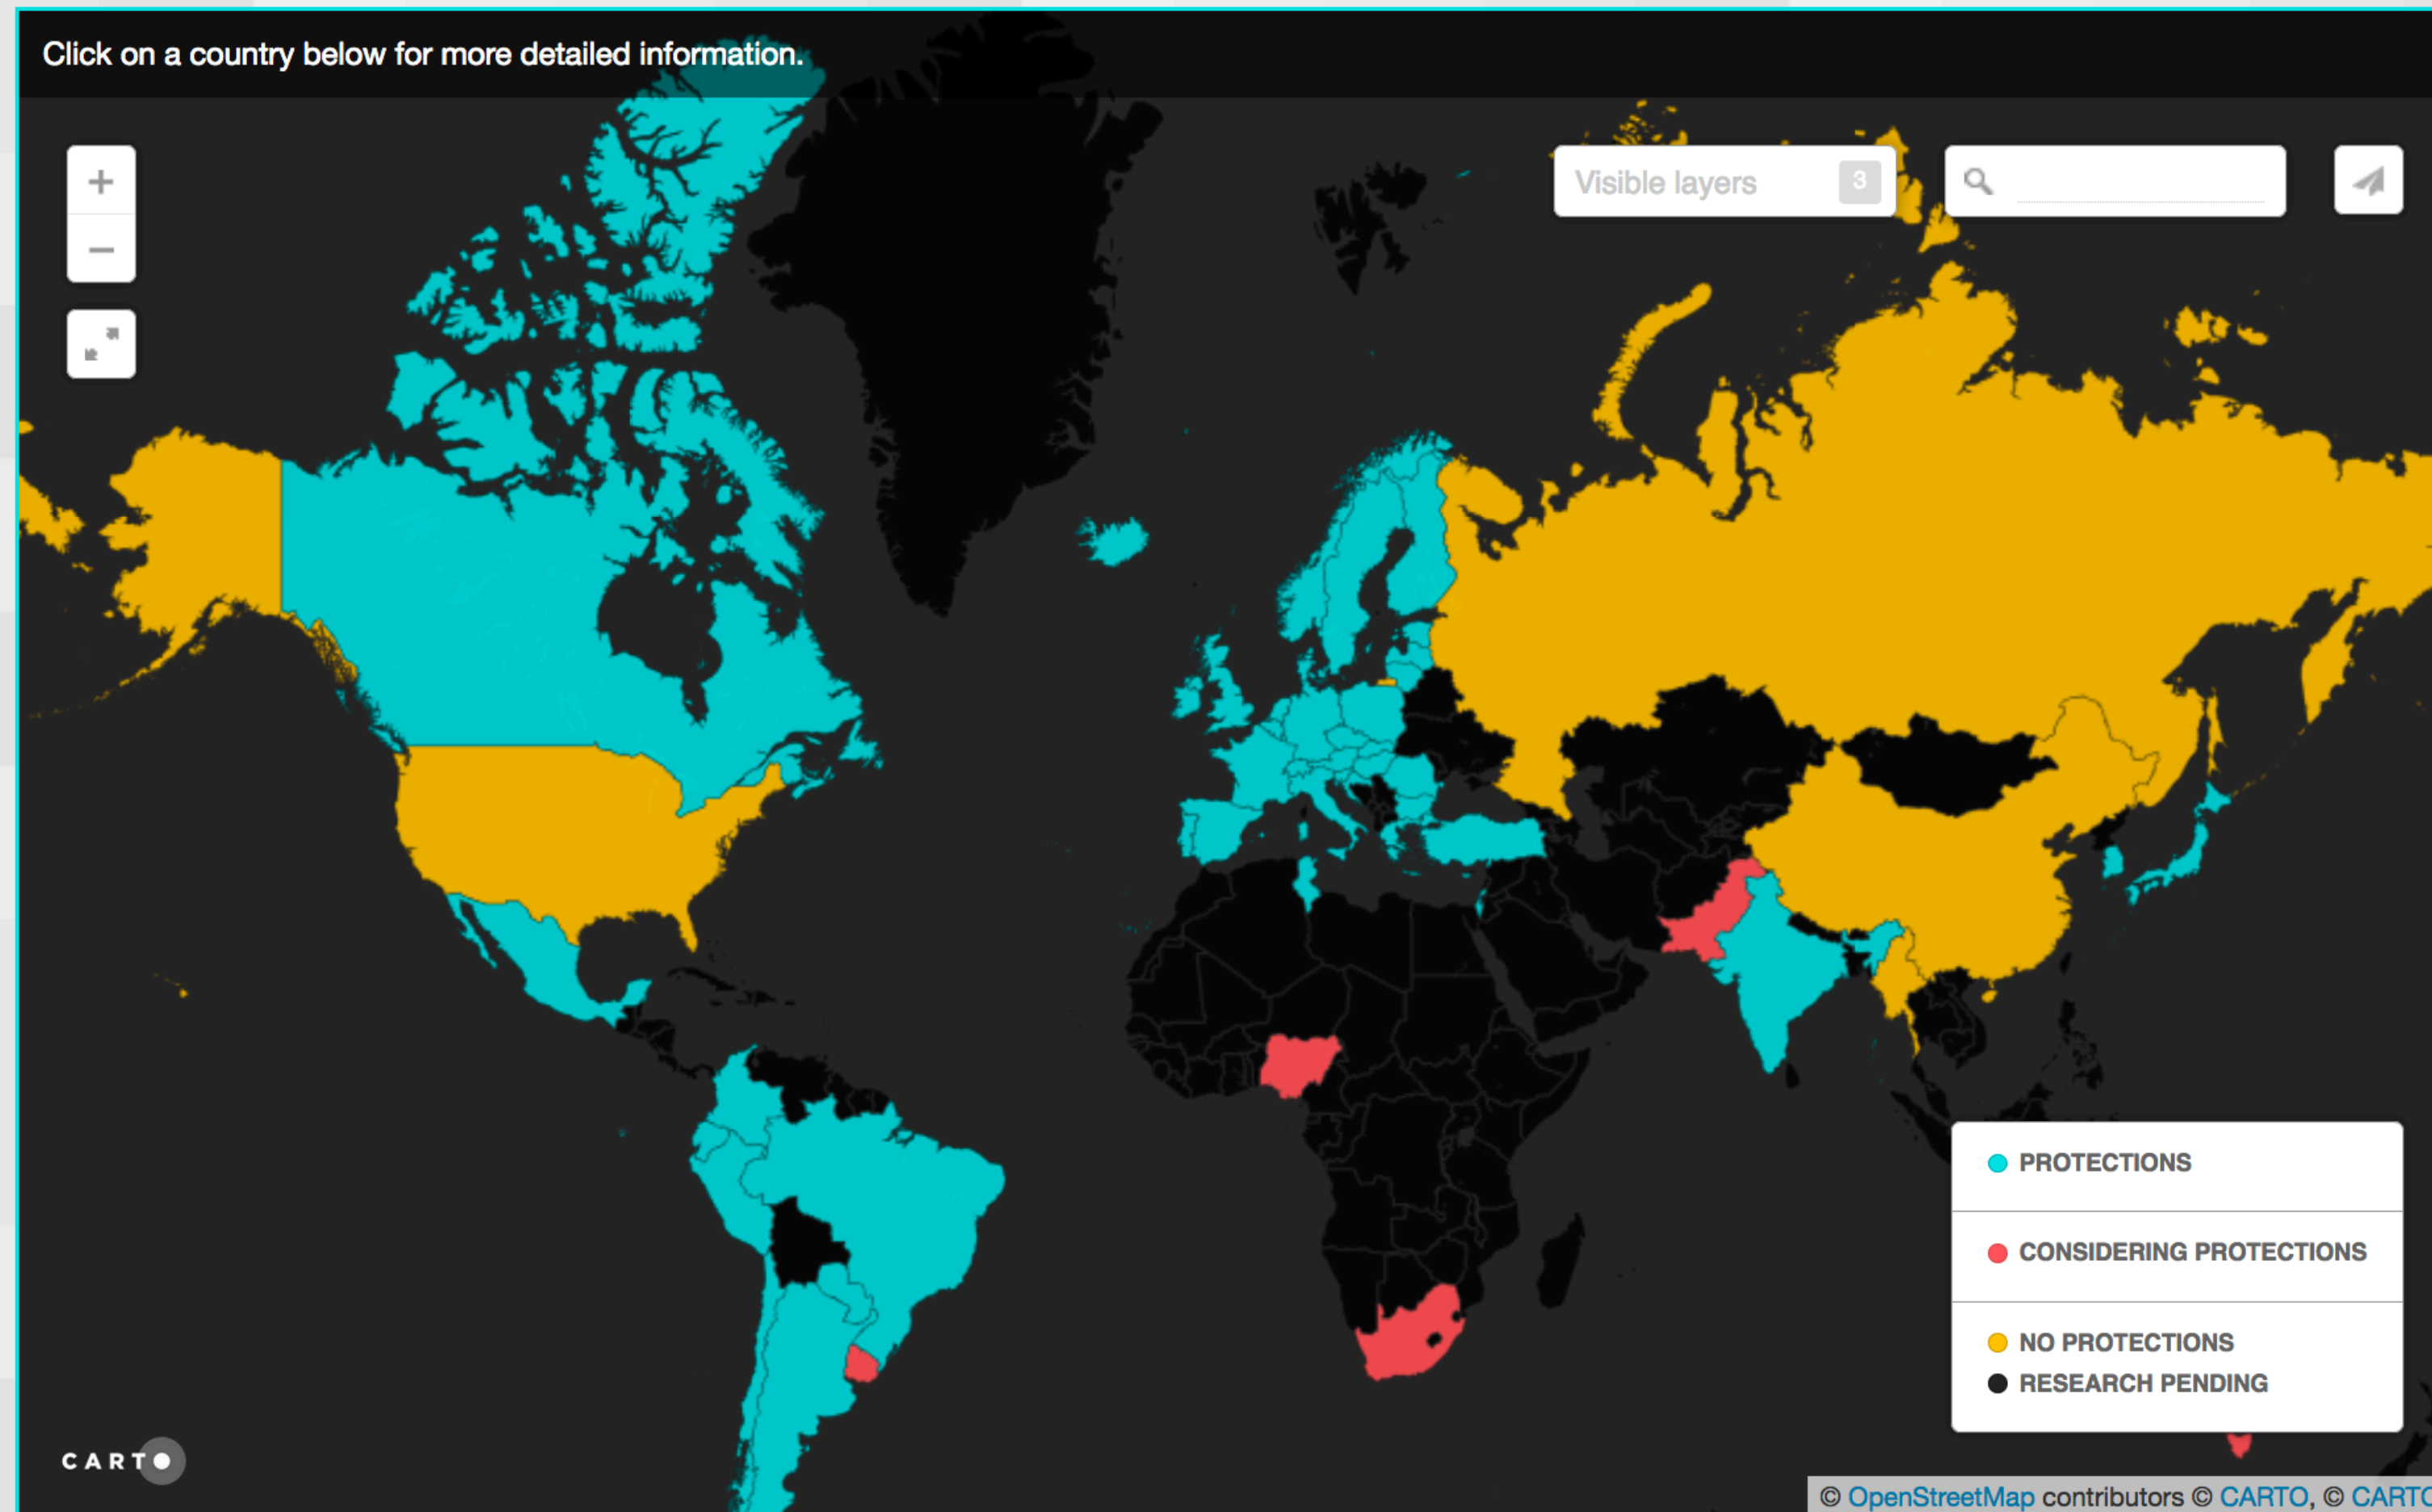 Click on a country below for more detailed information.
+
−
Visible layers 3
PROTECTIONS
CONSIDERING PROTECTIONS
NO PROTECTIONS
RESEARCH PENDING
CARTO
© OpenStreetMap contributors © CARTO, © CARTO